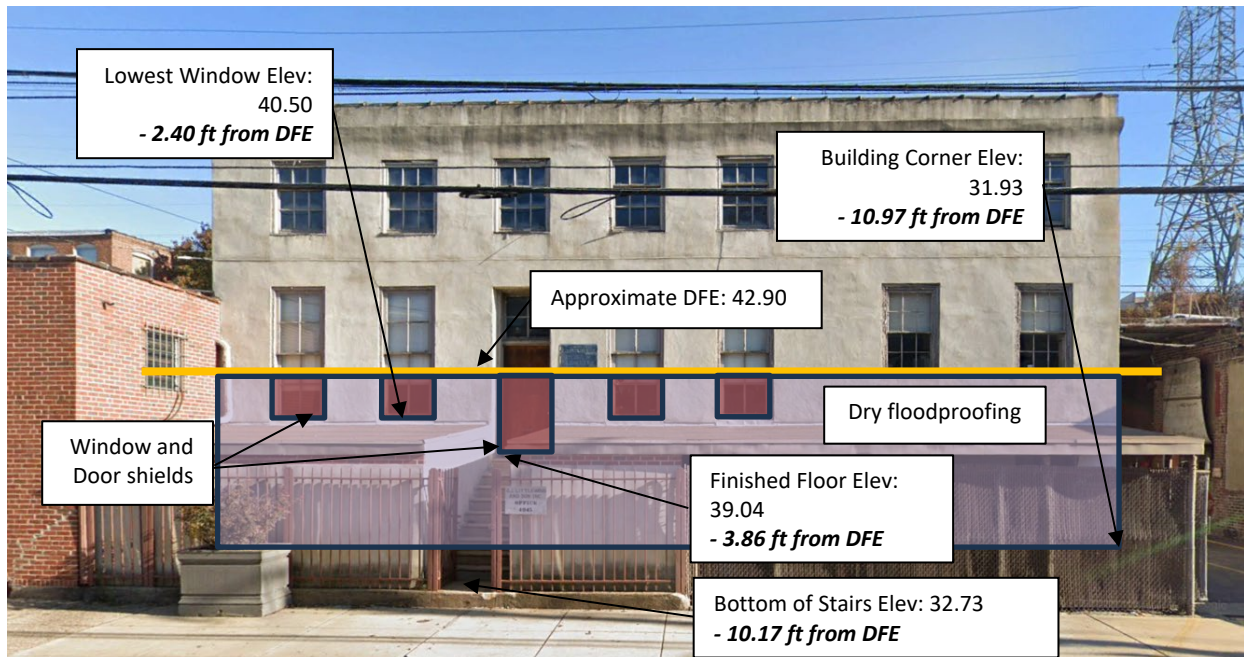 Lowest Window Elev:
40.50
- 2.40 ft from DFE
Building Corner Elev:
31.93
- 10.97 ft from DFE
Approximate DFE: 42.90
Dry floodproofing
Window and
Door shields
Finished Floor Elev:
39.04
- 3.86 ft from DFE
Bottom of Stairs Elev: 32.73
- 10.17 ft from DFE